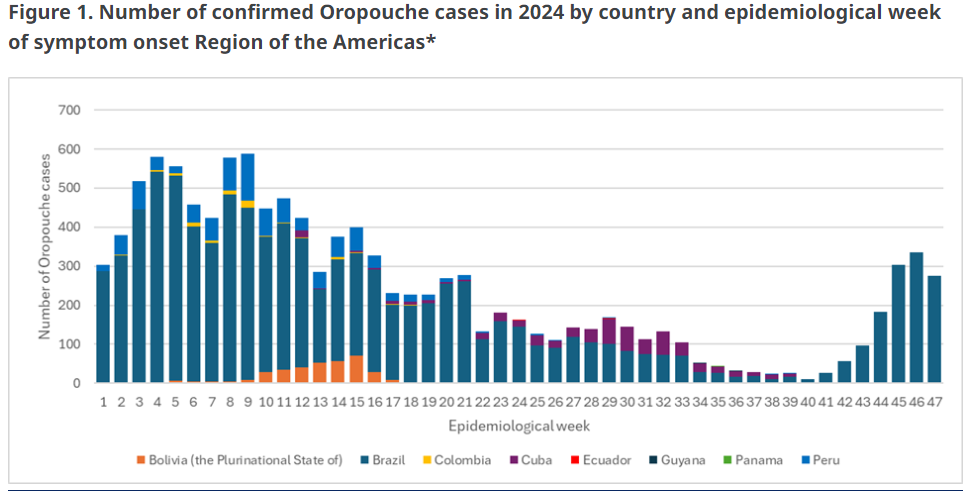 Figure 1. Number of confirmed Oropouche cases in 2024 by country and epidemiological week
of symptom onset Region of the Americas*
700
600
500
400
300
200
100
0
Number of Oropouche cases
1 2 3 4 5 6 7 8 9 10 11 12 13 14 15 16 17 18 19 20 21 22 23 24 25 26 27 28 29 30 31 32 33 34 35 36 37 38 39 40 41 42 43 44 45 46 47
Epidemiological week
Bolivia (the Plurinational State of) Brazil Colombia Cuba Ecuador Guyana Panama Peru